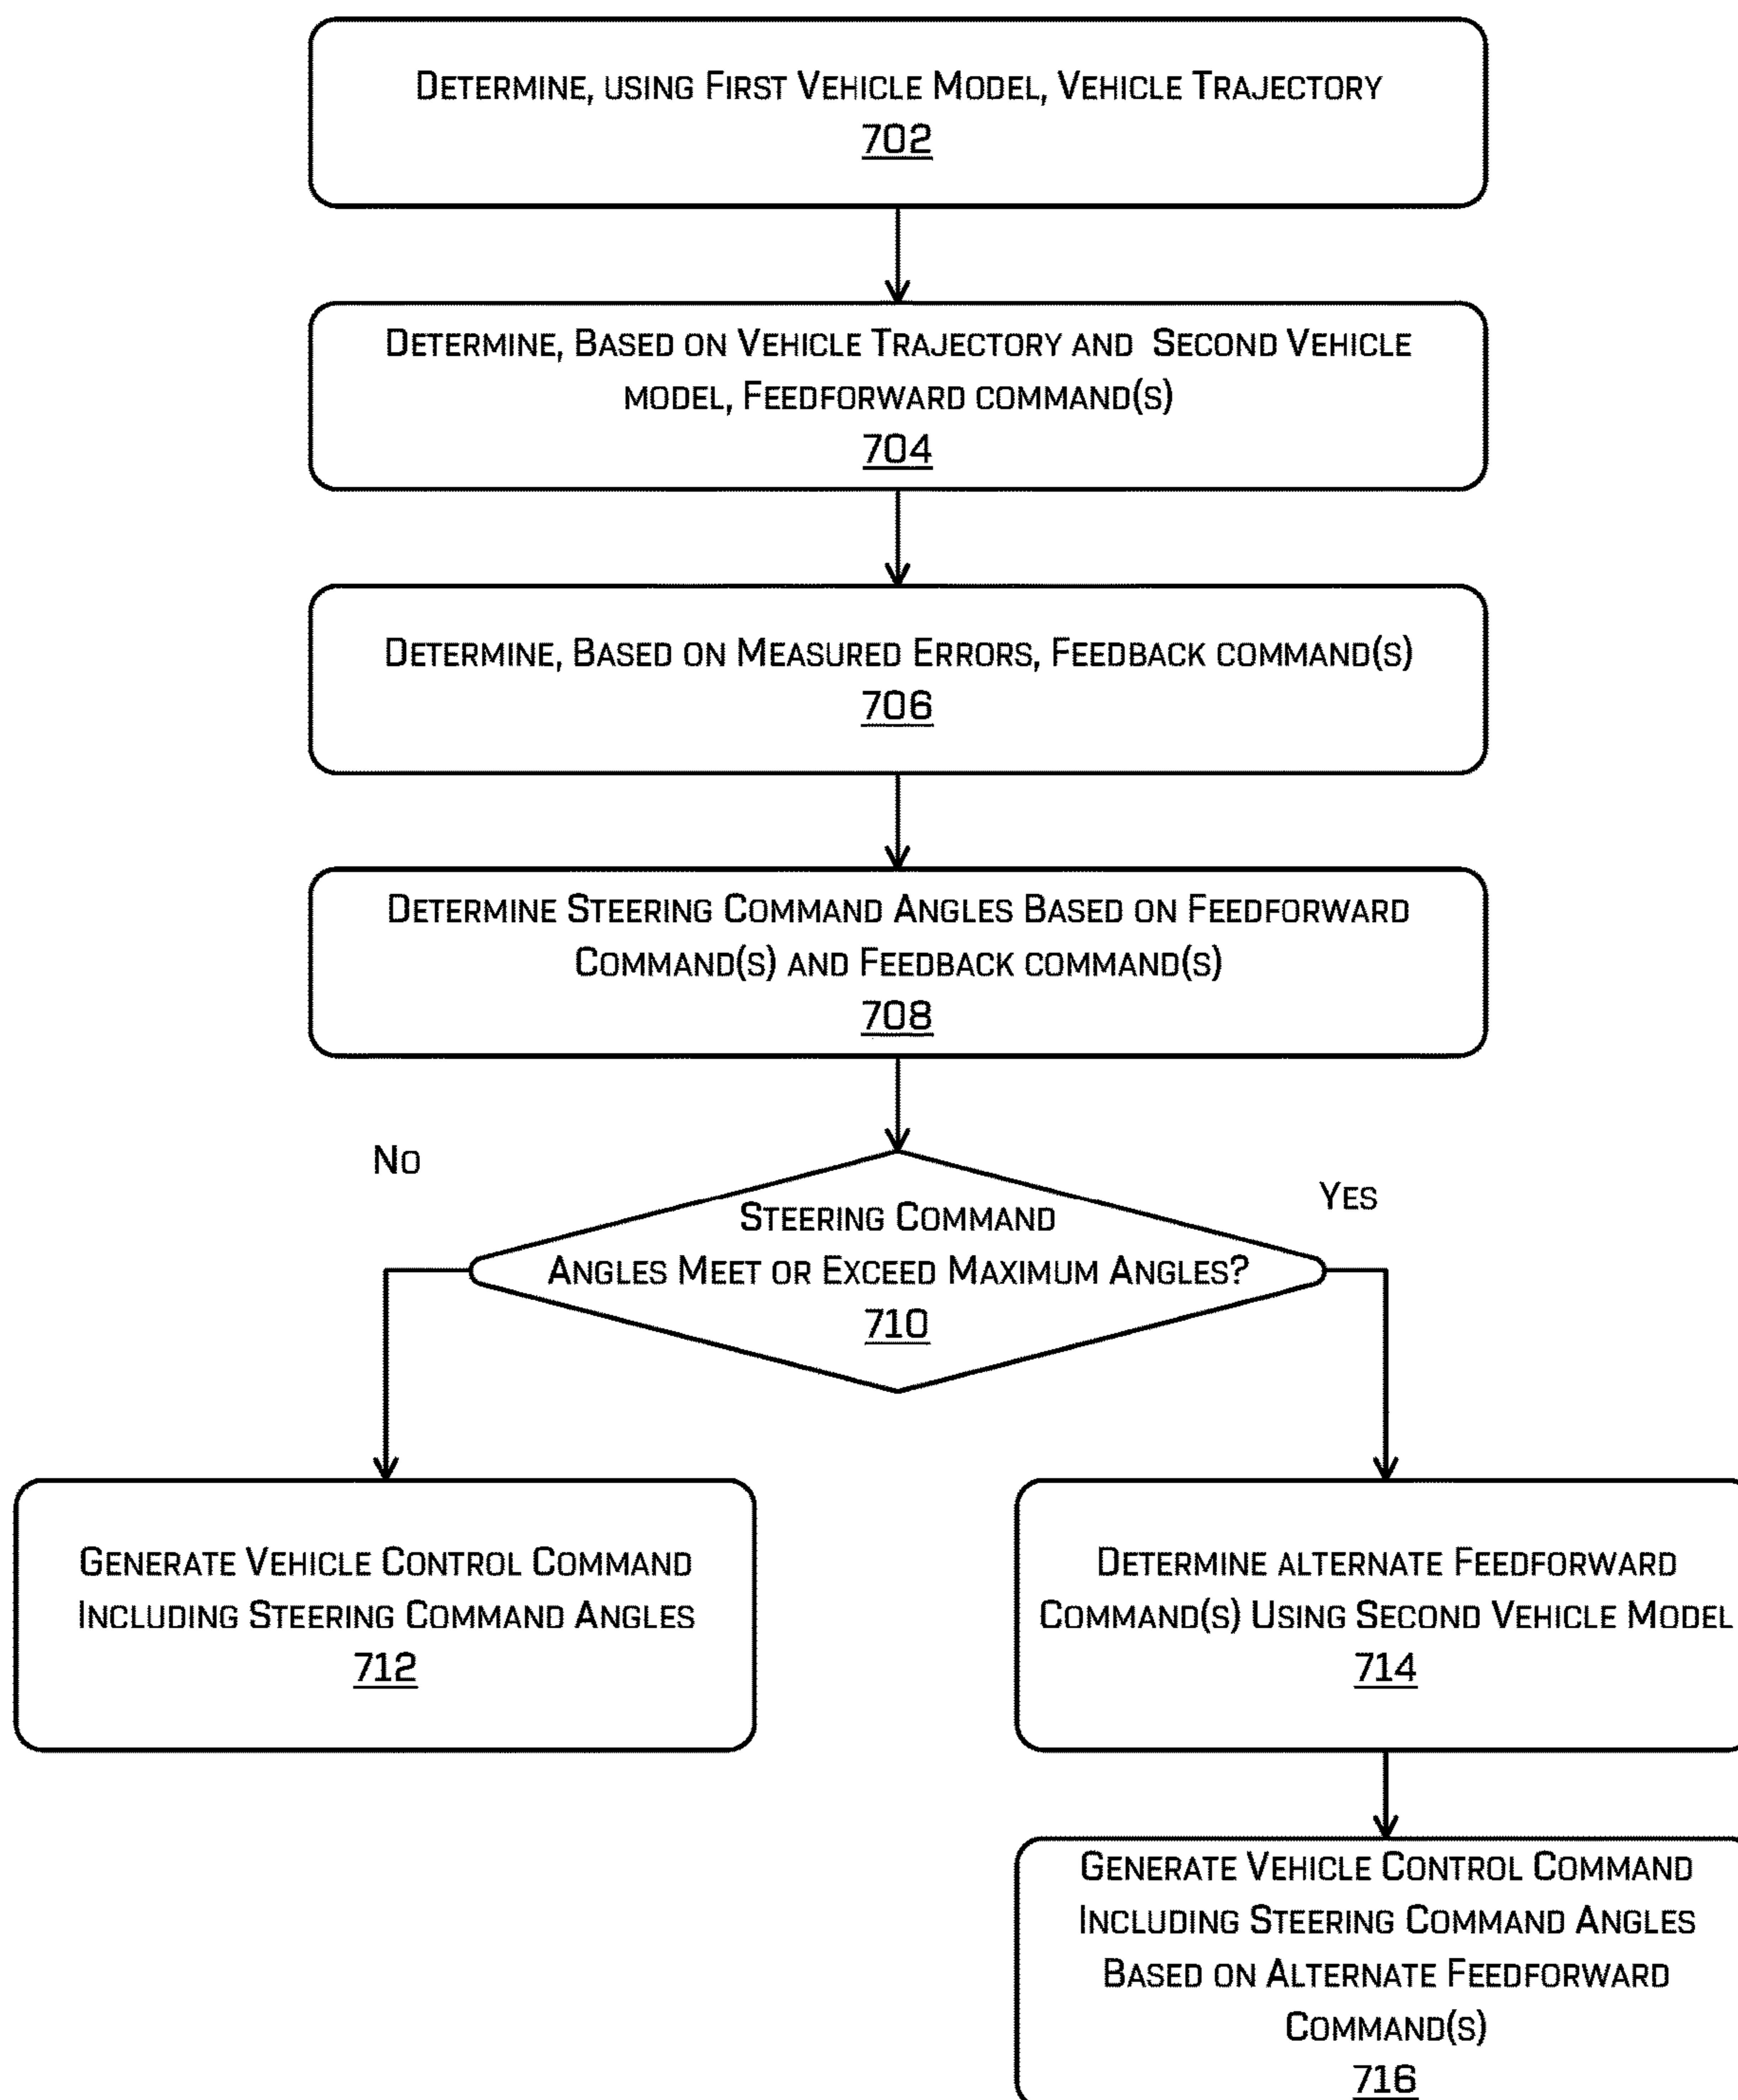 Determine, using First Vehicle Model, Vehicle Trajectory
702
Determine, Based on Vehicle Trajectory and Second Vehicle
model, Feedforward command(s)
704
Determine, Based on Measured Errors, Feedback command(s)
706
Determine Steering Command Angles Based on Feedforward
Command(s) and Feedback command(s)
708
No
Yes
Steering Command
Angles Meet or Exceed Maximum Angles?
710
Generate Vehicle Control Command
Including Steering Command Angles
712
Determine alternate Feedforward
Command(s) Using Second Vehicle Model
714
Generate Vehicle Control Command
Including Steering Command Angles
Based on Alternate Feedforward
Command(s)
716